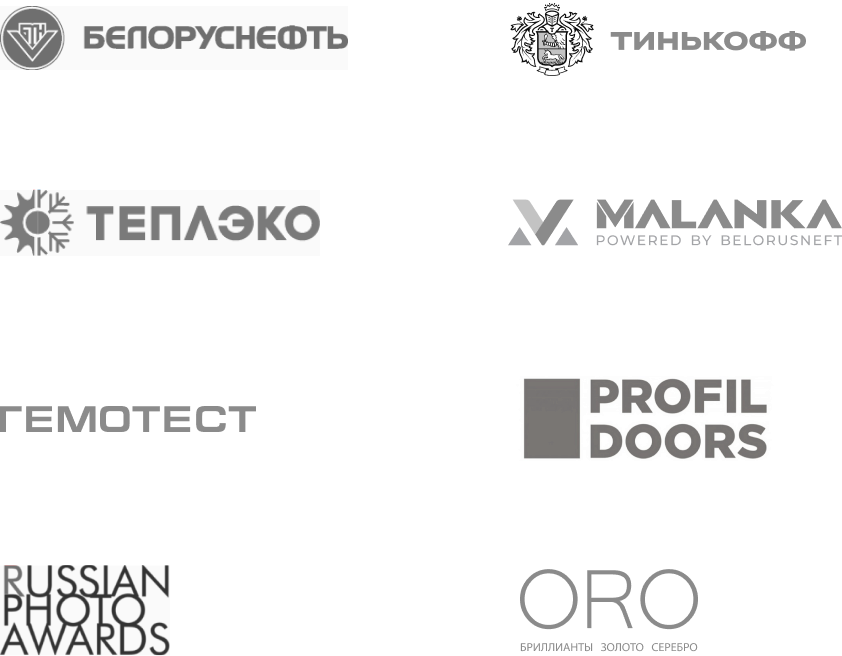 БЕЛОРУСНЕФТЬ
ТИНЬКОФФ
ТЕПЛЭКО
MALANKA
POWERED BY BELORUSNEFT
ГЕМОТЕСТ
PROFIL
DOORS
RUSSIAN
PHOTO
AWARDS
ORO
БРИЛЛИАНТЫ ЗОЛОТО СЕРЕБРО